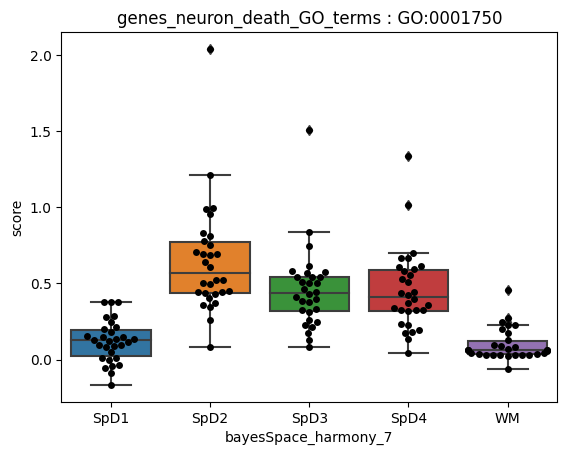 genes_neuron_death_GO_terms : GO:0001750
score
2.0
1.5
1.0
0.5
0.0
SpD1 SpD2 SpD3 SpD4 WM
bayesSpace_harmony_7